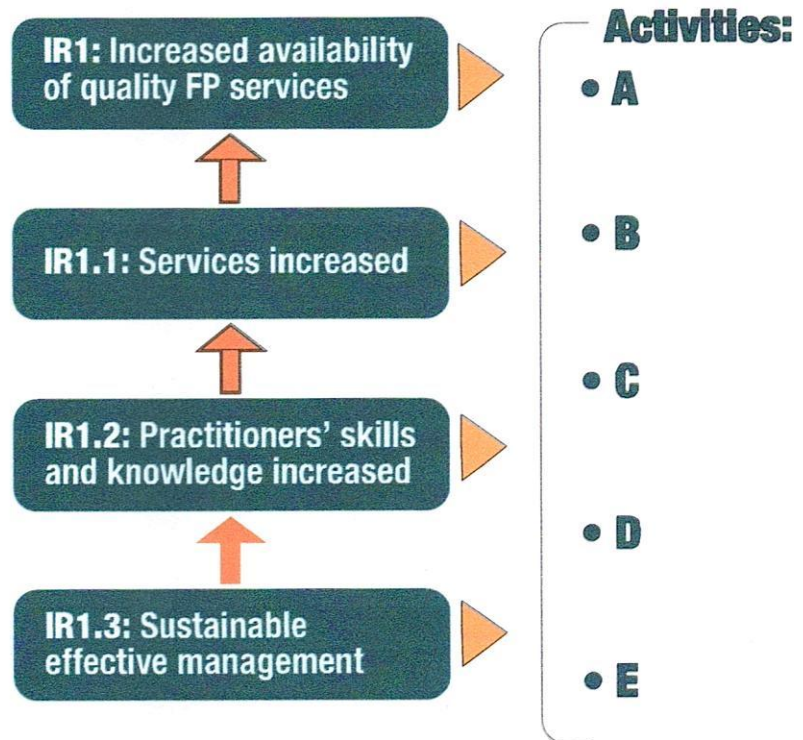 IR1: Increased availability
of quality FP services
IR1.1: Services increased
IR1.2: Practitioners’ skills
and knowledge increased
IR1.3: Sustainable
effective management
Activities:
• A
• B
• C
• D
• E